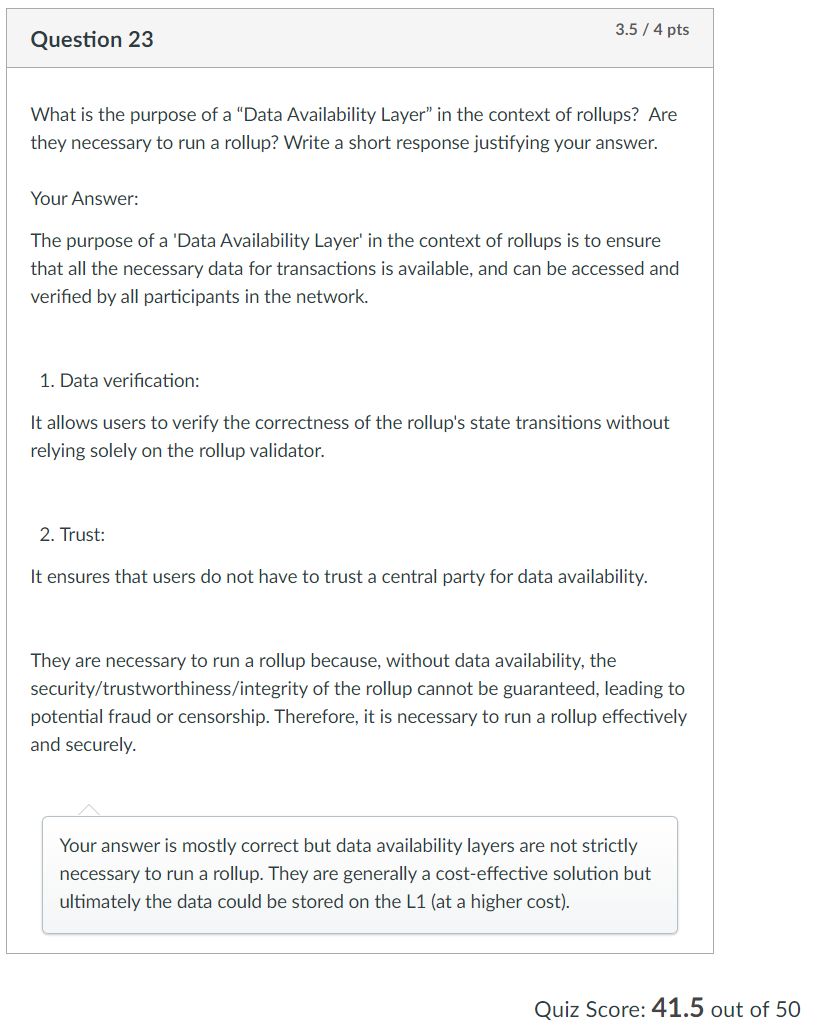 Question 23
3.5 / 4 pts
What is the purpose of a “Data Availability Layer” in the context of rollups?  Are
they necessary to run a rollup? Write a short response justifying your answer.
Your Answer:
The purpose of a 'Data Availability Layer' in the context of rollups is to ensure
that all the necessary data for transactions is available, and can be accessed and
verified by all participants in the network.
1. Data verification:
It allows users to verify the correctness of the rollup's state transitions without
relying solely on the rollup validator.
2. Trust:
It ensures that users do not have to trust a central party for data availability.
They are necessary to run a rollup because, without data availability, the
security/trustworthiness/integrity of the rollup cannot be guaranteed, leading to
potential fraud or censorship. Therefore, it is necessary to run a rollup effectively
and securely.
Your answer is mostly correct but data availability layers are not strictly
necessary to run a rollup. They are generally a cost-effective solution but
ultimately the data could be stored on the L1 (at a higher cost).
Quiz Score: 41.5 out of 50